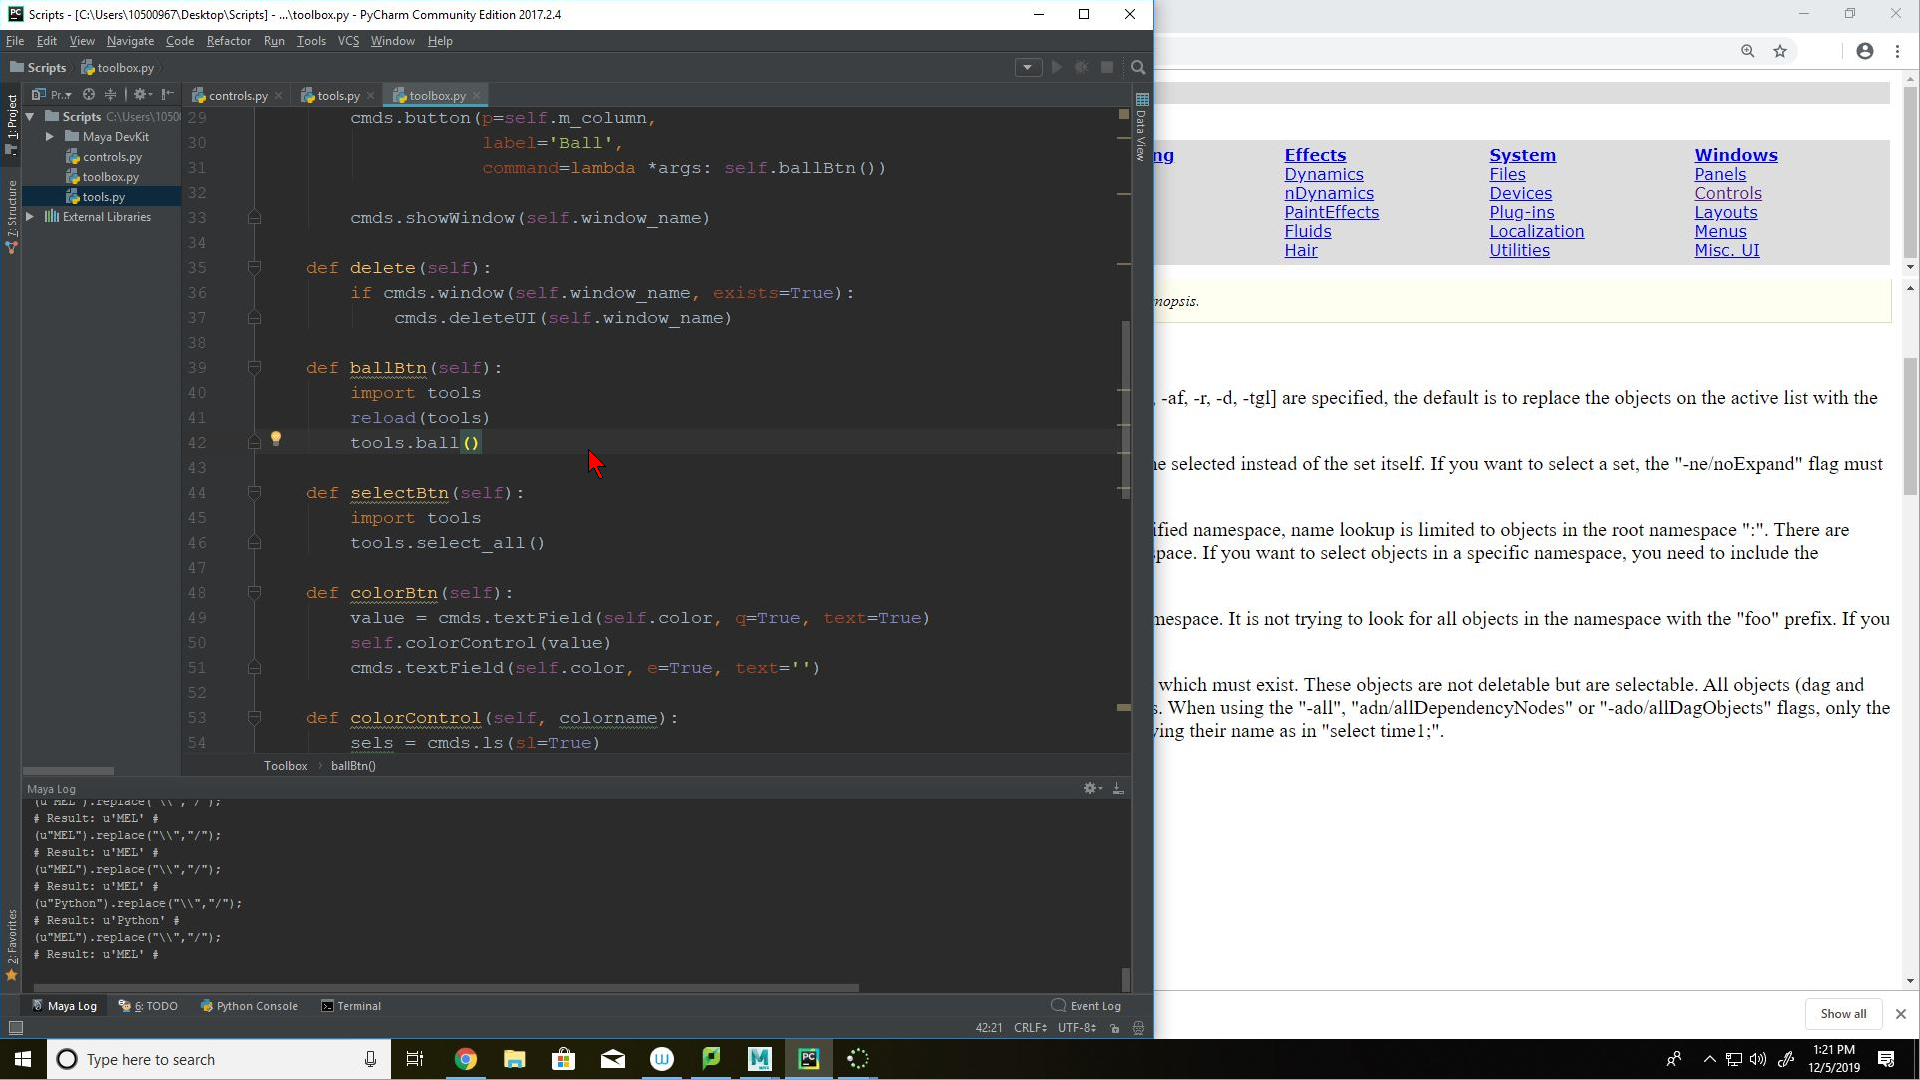 Scripts - [C:\Users\10500967\Desktop\Scripts] - ...\toolbox.py - PyCharm Community Edition 2017.2.4
File Edit View Navigate Code Refactor Run Tools VCS Window Help
Scripts toolbox.py
1: Project
7: Structure
2: Favorites
Pr..
Scripts C:\Users\1050
Maya DevKit
controls.py
toolbox.py
tools.py
External Libraries
controls.py tools.py toolbox.py
Data View
29 cmds.button(p=self.m_column,
30 label='Ball',
31 command=lambda *args: self.ballBtn())
32
33 cmds.showWindow(self.window_name)
34
35 def delete(self):
36 if cmds.window(self.window_name, exists=True):
37 cmds.deleteUI(self.window_name)
38
39 def ballBtn(self):
40 import tools
41 reload(tools)
42 tools.ball()
43
44 def selectBtn(self):
45 import tools
46 tools.select_all()
47
48 def colorBtn(self):
49 value = cmds.textField(self.color, q=True, text=True)
50 self.colorControl(value)
51 cmds.textField(self.color, e=True, text='')
52
53 def colorControl(self, colorname):
54 sels = cmds.ls(sl=True)
Toolbox ballBtn()
Maya Log
(u"MEL").replace("\\","/");
# Result: u'MEL' #
(u"MEL").replace("\\","/");
# Result: u'MEL' #
(u"MEL").replace("\\","/");
# Result: u'MEL' #
(u"Python").replace("\\","/");
# Result: u'Python' #
(u"MEL").replace("\\","/");
# Result: u'MEL' #
Maya Log 6: TODO Python Console Terminal Event Log
42:21 CRLF UTF-8
ng Effects System Windows
Dynamics Files Panels
nDynamics Devices Controls
PaintEffects Plug-ins Layouts
Fluids Localization Menus
Hair Utilities Misc. UI
nopsis.
, -af, -r, -d, -tgl] are specified, the default is to replace the objects on the active list with the
ne selected instead of the set itself. If you want to select a set, the "-ne/noExpand" flag must
ified namespace, name lookup is limited to objects in the root namespace ":". There are
space. If you want to select objects in a specific namespace, you need to include the
mespace. It is not trying to look for all objects in the namespace with the "foo" prefix. If you
which must exist. These objects are not deletable but are selectable. All objects (dag and
s. When using the "-all", "adn/allDependencyNodes" or "-ado/allDagObjects" flags, only the
ying their name as in "select time1;".
Show all
Type here to search
1:21 PM
12/5/2019